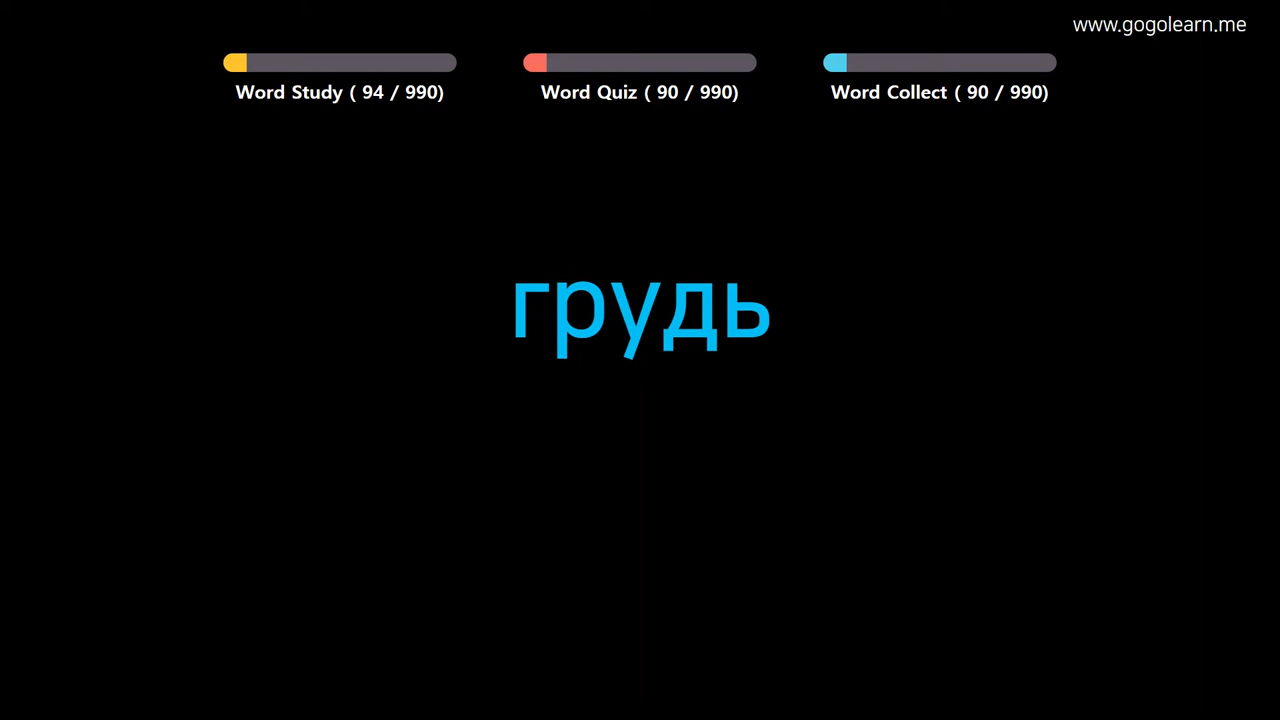 www.gogolearn.me
Word Study ( 94 / 990)
Word Quiz ( 90 / 990)
Word Collect ( 90 / 990)
грудь